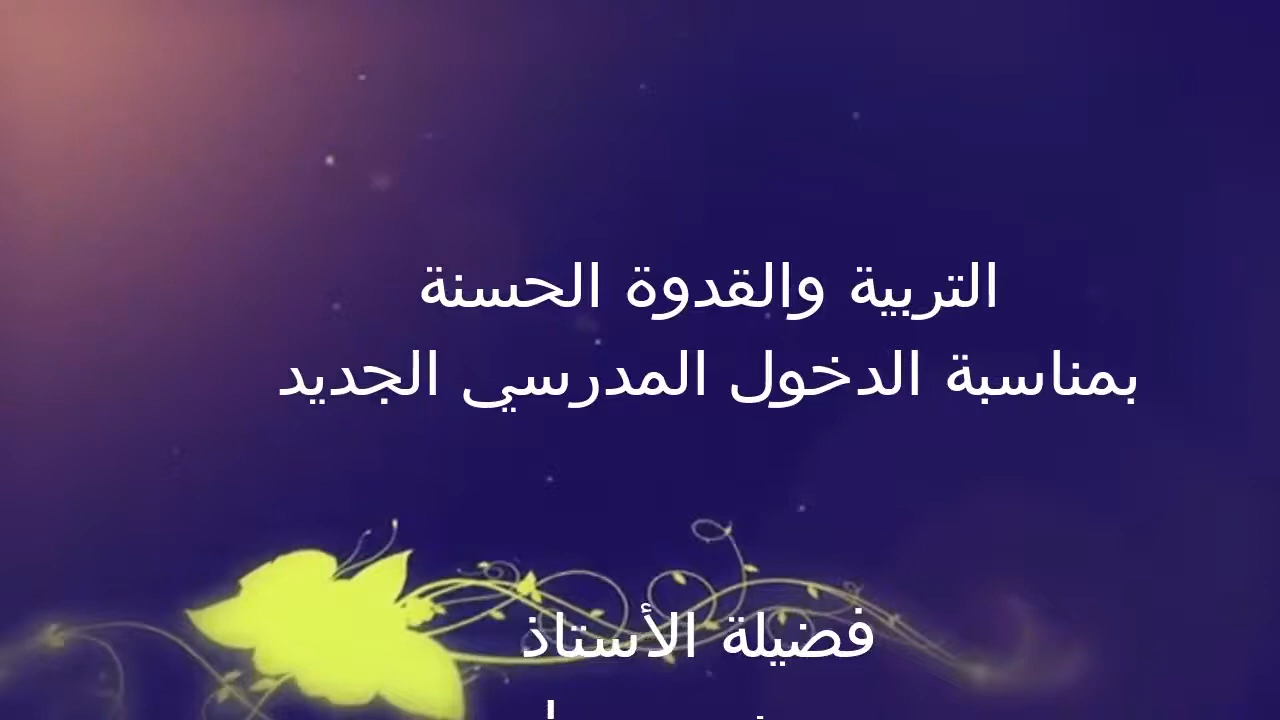 التربية والقدوة الحسنة
بمناسبة الدخول المدرسي الجديد
فضيلة الأستاذ